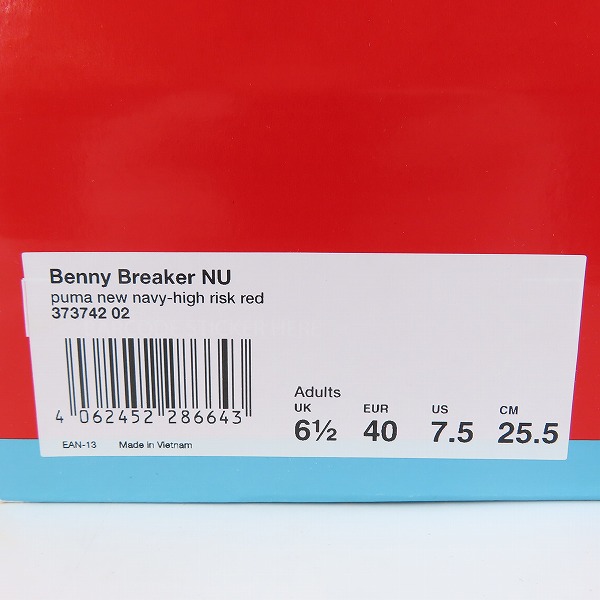 Benny Breaker NU
puma new navy-high risk red
373742 02
4 062452 286643
EAN-13 Made in Vietnam
Adults
UK EUR US CM
6½ 40 7.5 25.5